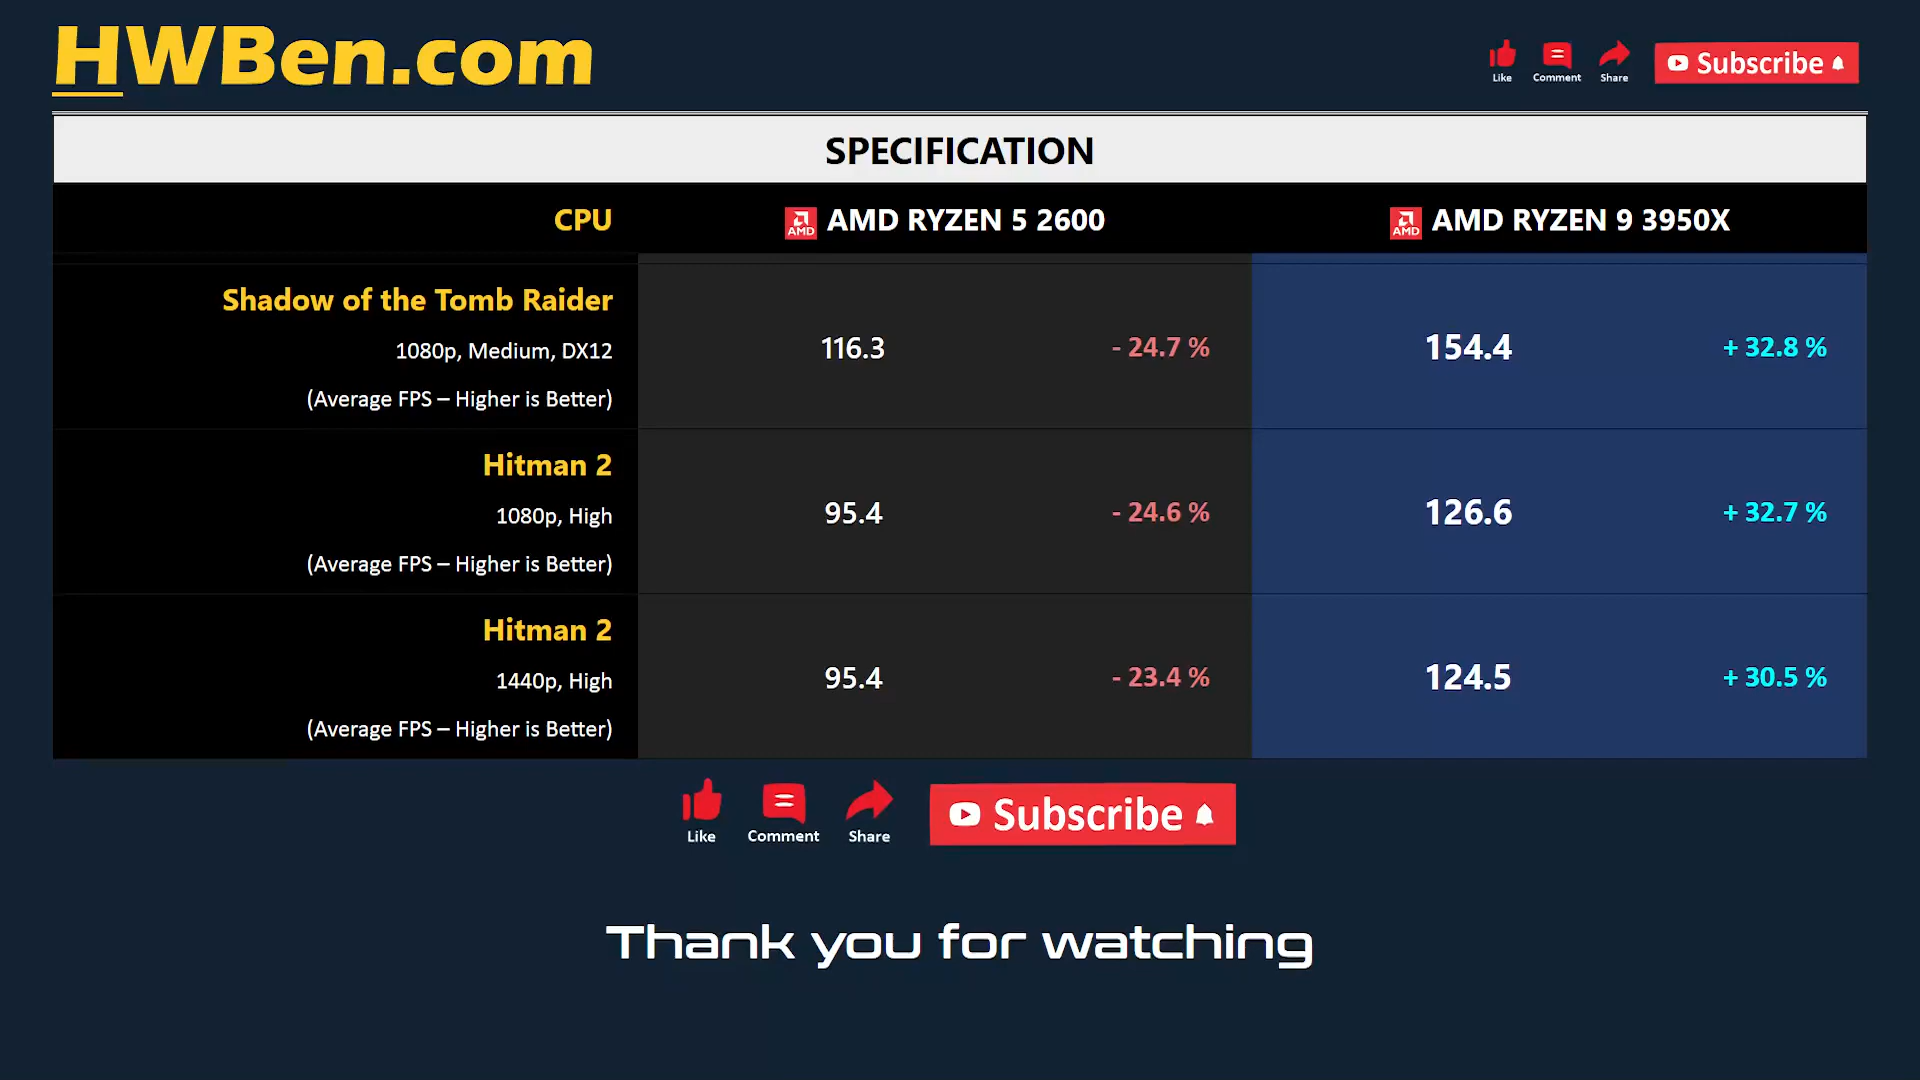 HWBen.com
Like Comment Share Subscribe
SPECIFICATION
CPU AMD AMD RYZEN 5 2600 AMD AMD RYZEN 9 3950X
Shadow of the Tomb Raider
1080p, Medium, DX12 116.3 - 24.7 % 154.4 + 32.8 %
(Average FPS – Higher is Better)
Hitman 2
1080p, High 95.4 - 24.6 % 126.6 + 32.7 %
(Average FPS – Higher is Better)
Hitman 2
1440p, High 95.4 - 23.4 % 124.5 + 30.5 %
(Average FPS – Higher is Better)
Like Comment Share Subscribe
Thank you for watching